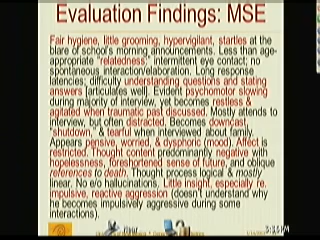 Evaluation Findings: MSE
Fair hygiene, little grooming, hypervigilant, startles at the
blare of school's morning announcements. Less than age-
appropriate "relatedness:" intermittent eye contact; no
spontaneous interaction/elaboration. Long response
latencies; difficulty understanding questions and stating
answers [articulates well]. Evident psychomotor slowing
during majority of interview, yet becomes restless &
agitated when traumatic past discussed. Mostly attends to
interview, but often distracted. Becomes downcast,
"shutdown," & tearful when interviewed about family.
Appears pensive, worried, & dysphoric (mood). Affect is
restricted. Thought content predominantly negative with
hopelessness, foreshortened sense of future, and oblique
references to death. Thought process logical & mostly
linear. No e/o hallucinations. Little insight, especially re.
impulsive, reactive aggression (doesn't understand why
he becomes impulsively aggressive during some
interactions).